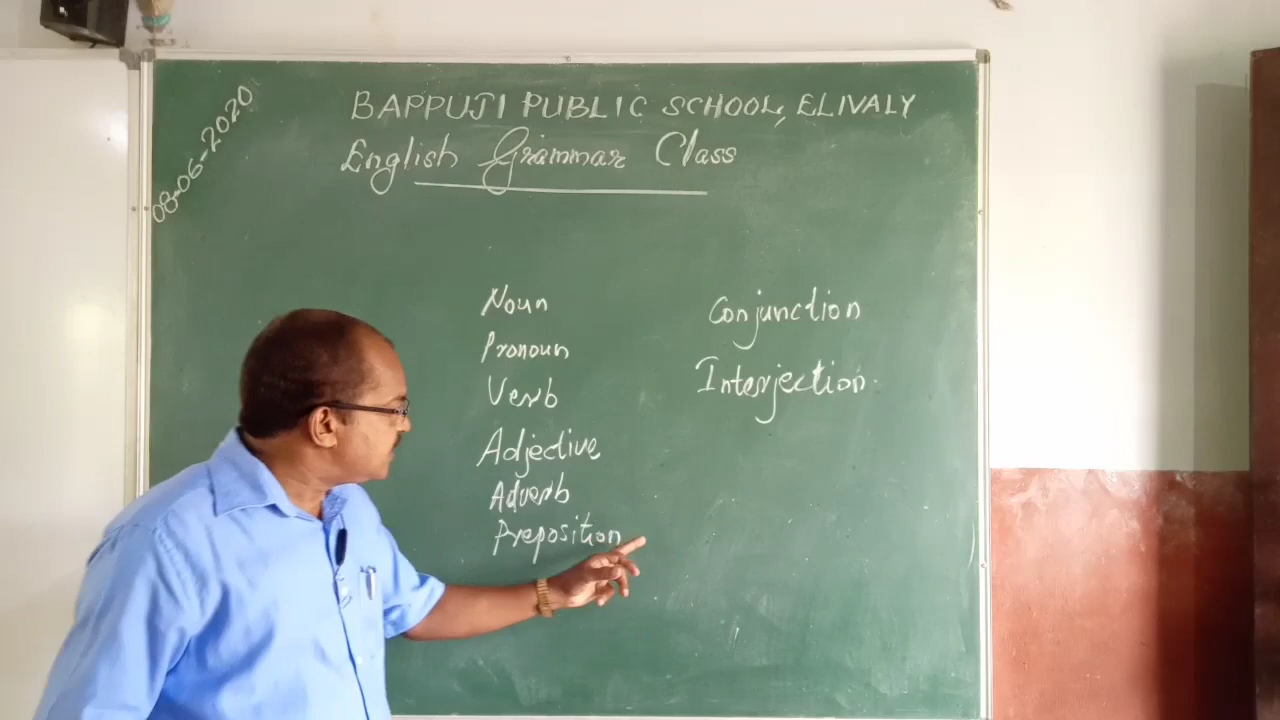 08-06-2020
BAPPUJI PUBLIC SCHOOL, ELIVALY
English Grammar Class
Noun
Pronoun
Verb
Adjective
Adverb
Preposition
Conjunction
Interjection.